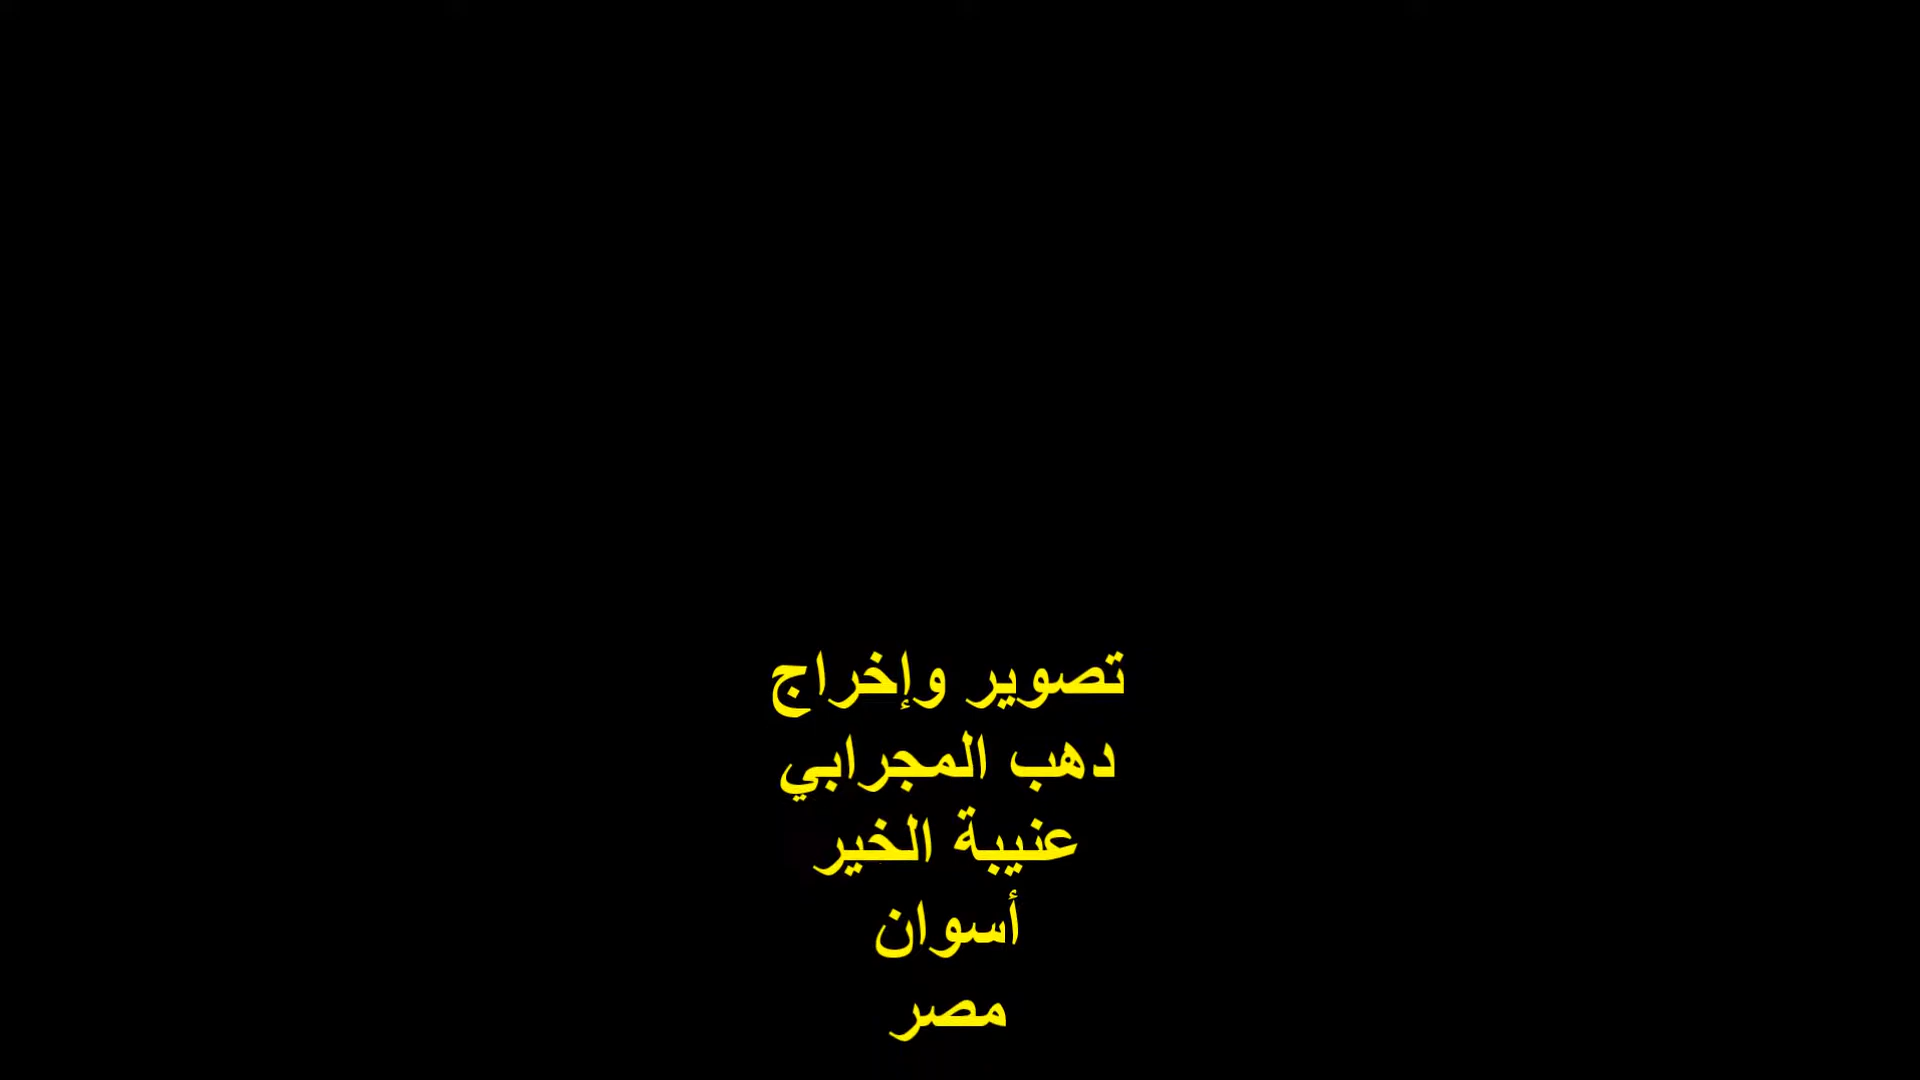 تصوير وإخراج
دهب المجرابي
عنيبة الخير
أسوان
مصر